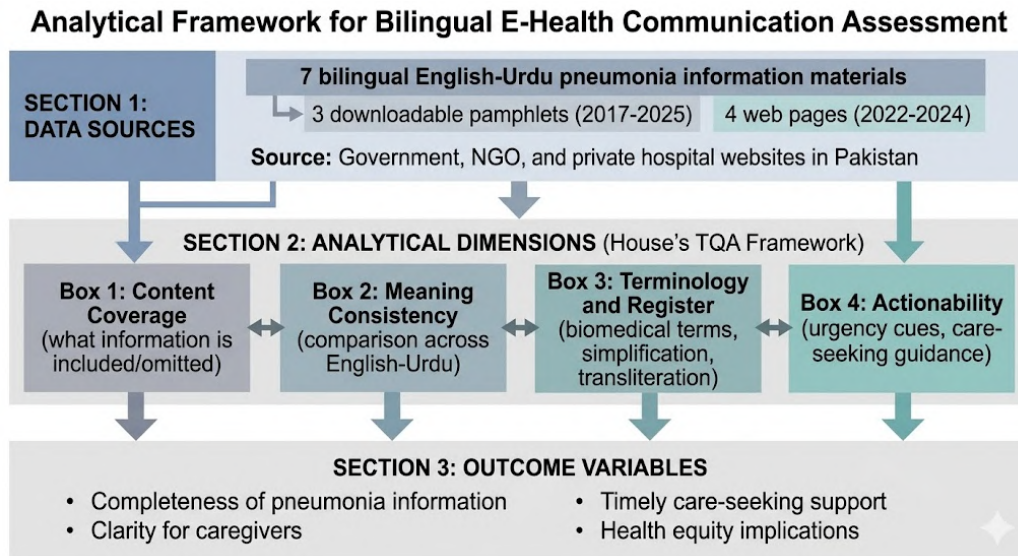 Analytical Framework for Bilingual E-Health Communication Assessment
SECTION 1:
DATA SOURCES
7 bilingual English-Urdu pneumonia information materials
3 downloadable pamphlets (2017-2025)
4 web pages (2022-2024)
Source: Government, NGO, and private hospital websites in Pakistan
SECTION 2: ANALYTICAL DIMENSIONS (House's TQA Framework)
Box 1: Content
Coverage
(what information is
included/omitted)
Box 2: Meaning
Consistency
(comparison across
English-Urdu)
Box 3: Terminology
and Register
(biomedical terms,
simplification,
transliteration)
Box 4: Actionability
(urgency cues, care-
seeking guidance)
SECTION 3: OUTCOME VARIABLES
• Completeness of pneumonia information
• Clarity for caregivers
• Timely care-seeking support
• Health equity implications